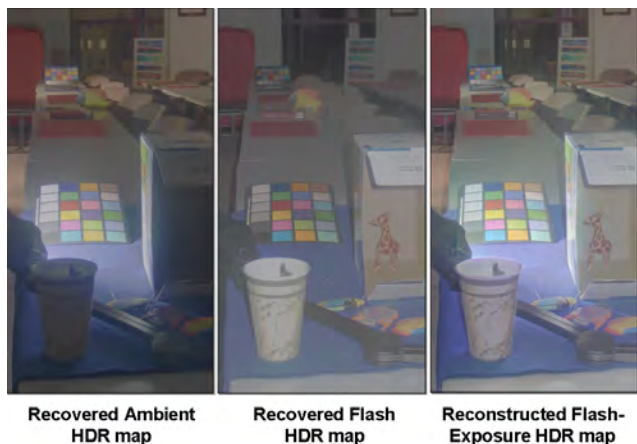 Recovered Ambient
HDR map
Recovered Flash
HDR map
Reconstructed Flash-
Exposure HDR map